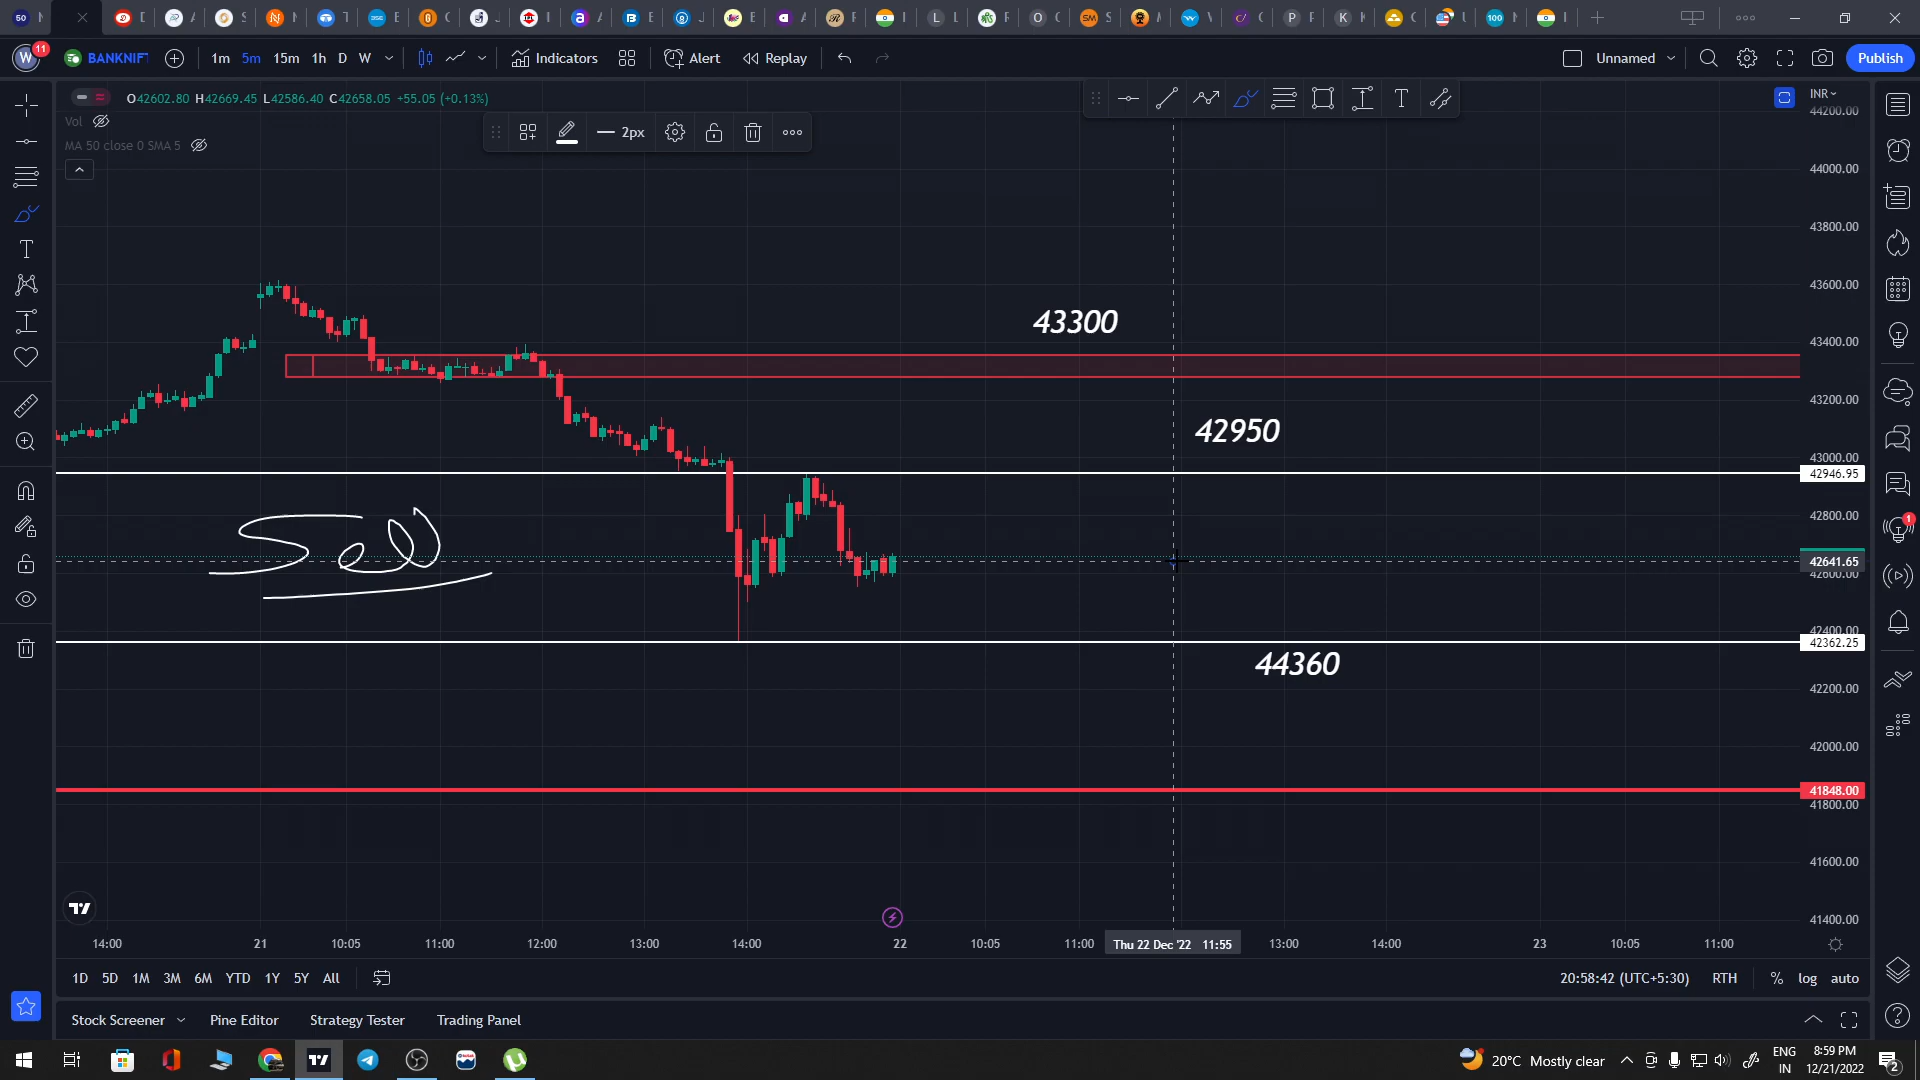 BANKNIFT 1m 5m 15m 1h D W Indicators Alert Replay Unnamed Publish
O42602.80 H42669.45 L42586.40 C42658.05 +55.05 (+0.13%)
INR
Vol
MA 50 close 0 SMA 5
2px
44200.00
44000.00
43800.00
43600.00
43400.00
43200.00
43000.00
42946.95
42800.00
42641.65
42600.00
42400.00
42362.25
42200.00
42000.00
41848.00
41800.00
41600.00
41400.00
43300
42950
Sell
44360
14:00 21 10:05 11:00 12:00 13:00 14:00 22 10:05 11:00 Thu 22 Dec '22 11:55 13:00 14:00 23 10:05 11:00
1D 5D 1M 3M 6M YTD 1Y 5Y All 20:58:42 (UTC+5:30) RTH % log auto
Stock Screener Pine Editor Strategy Tester Trading Panel
20°C Mostly clear ENG IN 8:59 PM 12/21/2022